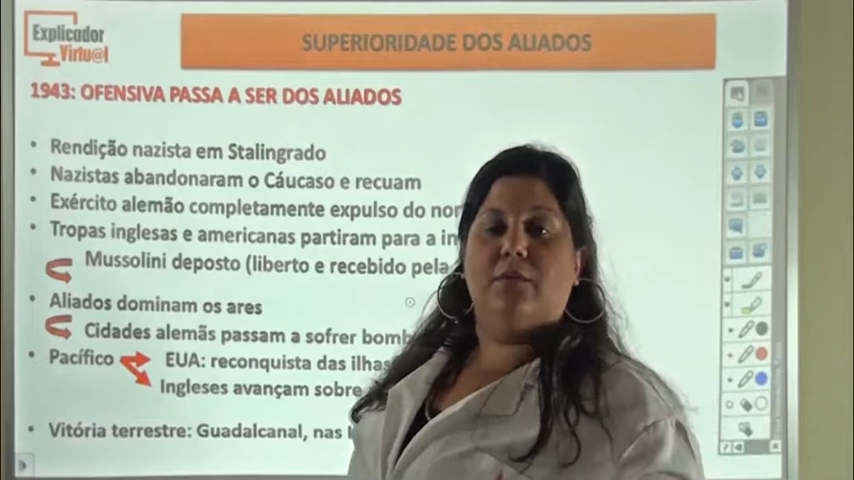 Explicador
Virtu@l
SUPERIORIDADE DOS ALIADOS
1943: OFENSIVA PASSA A SER DOS ALIADOS
• Rendição nazista em Stalingrado
• Nazistas abandonaram o Cáucaso e recuam
• Exército alemão completamente expulso do nor
• Tropas inglesas e americanas partiram para a in
Mussolini deposto (liberto e recebido pela
• Aliados dominam os ares
Cidades alemãs passam a sofrer bomb
• Pacífico EUA: reconquista das ilhas
Ingleses avançam sobre
• Vitória terrestre: Guadalcanal, nas